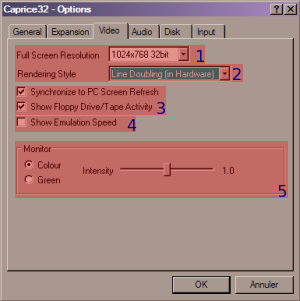 Caprice32 - Options
General Expansion Video Audio Disk Input
Full Screen Resolution 1024x768 32bit 1
Rendering Style Line Doubling (in Hardware) 2
Synchronize to PC Screen Refresh
Show Floppy Drive/Tape Activity 3
Show Emulation Speed 4
Monitor
Colour Intensity 1.0
Green
5
OK Annuler